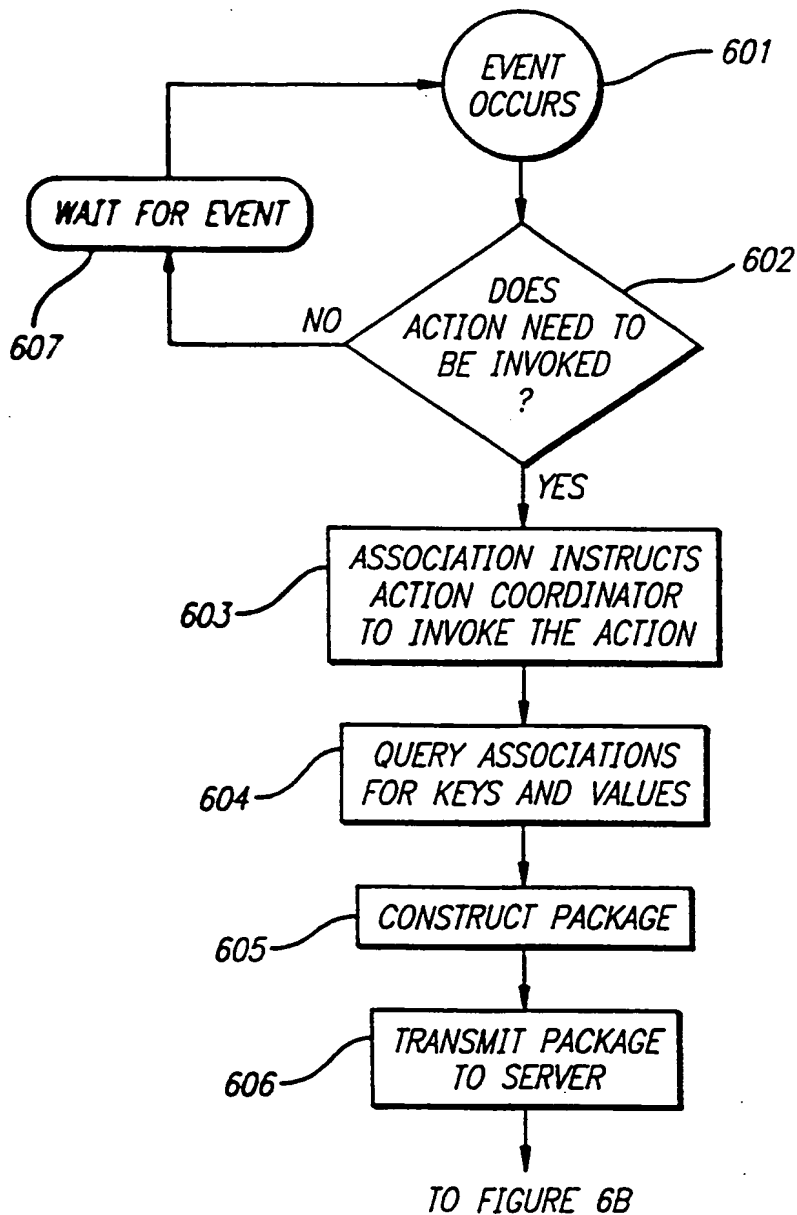 EVENT
OCCURS
601
WAIT FOR EVENT
607
DOES
ACTION NEED TO
BE INVOKED
?
602
NO
YES
ASSOCIATION INSTRUCTS
ACTION COORDINATOR
TO INVOKE THE ACTION
603
QUERY ASSOCIATIONS
FOR KEYS AND VALUES
604
CONSTRUCT PACKAGE
605
TRANSMIT PACKAGE
TO SERVER
606
TO FIGURE 6B